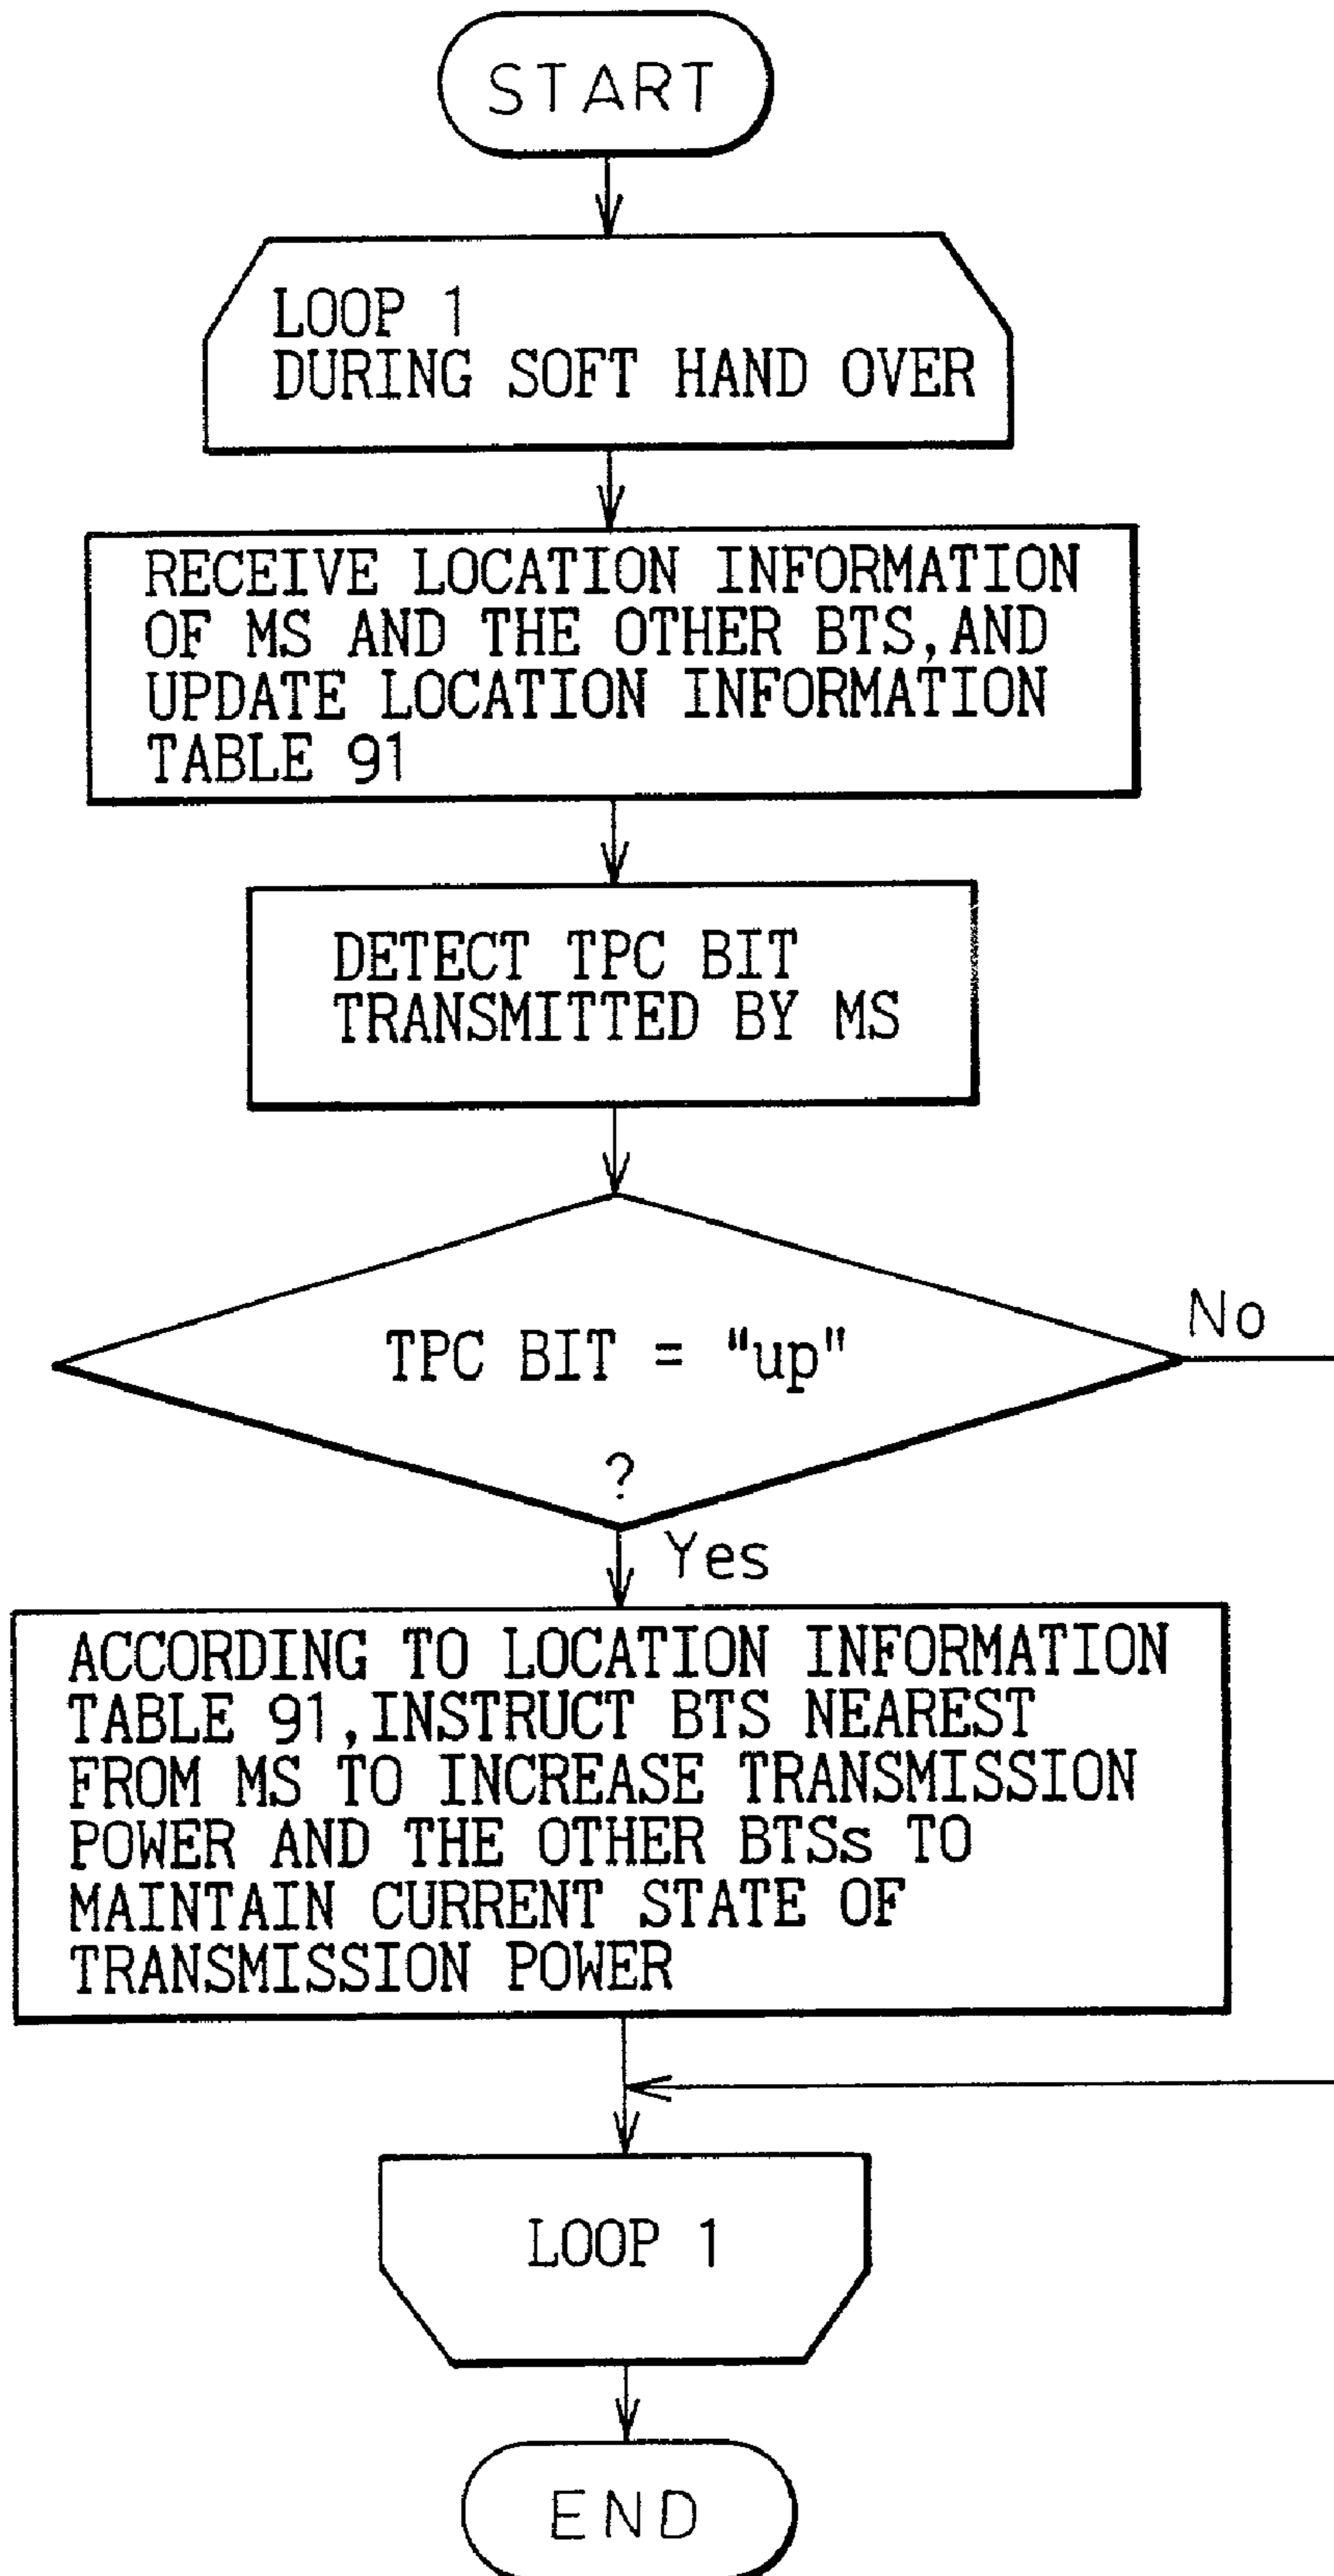 START
LOOP 1
DURING SOFT HAND OVER
RECEIVE LOCATION INFORMATION
OF MS AND THE OTHER BTS,AND
UPDATE LOCATION INFORMATION
TABLE 91
DETECT TPC BIT
TRANSMITTED BY MS
TPC BIT = "up"
?
No
Yes
ACCORDING TO LOCATION INFORMATION
TABLE 91,INSTRUCT BTS NEAREST
FROM MS TO INCREASE TRANSMISSION
POWER AND THE OTHER BTSs TO
MAINTAIN CURRENT STATE OF
TRANSMISSION POWER
LOOP 1
END